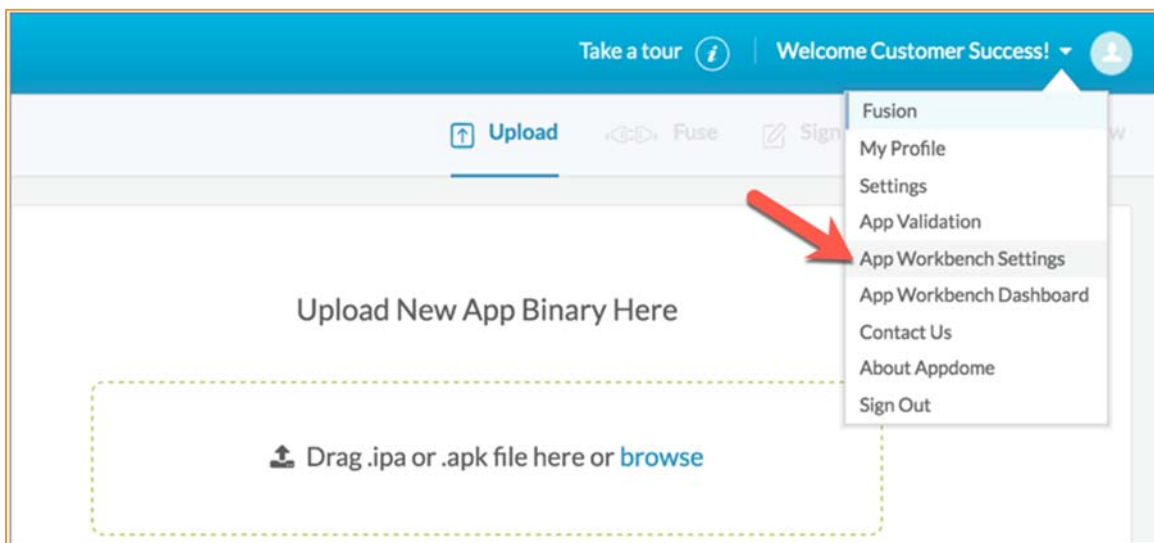 Take a tour i Welcome Customer Success!
Upload Fuse Sign w
Fusion
My Profile
Settings
App Validation
App Workbench Settings
App Workbench Dashboard
Contact Us
About Appdome
Sign Out
Upload New App Binary Here
Drag .ipa or .apk file here or browse